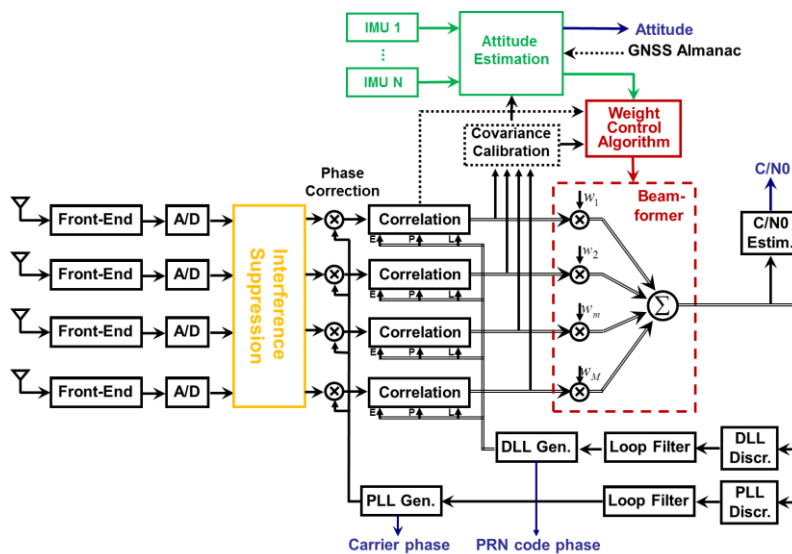 IMU 1
⋮
IMU N
Attitude
Estimation
Attitude
GNSS Almanac
Weight
Control
Algorithm
Covariance
Calibration
Phase
Correction
Beam-
former
C/N0
C/N0
Estim.
Front-End
A/D
Correlation
E P L
w1
Front-End
A/D
Correlation
E P L
w2
Front-End
A/D
Correlation
E P L
wm
Front-End
A/D
Correlation
E P L
wM
Interference
Suppression
Σ
DLL Gen.
Loop Filter
DLL
Discr.
PLL Gen.
Loop Filter
PLL
Discr.
Carrier phase
PRN code phase